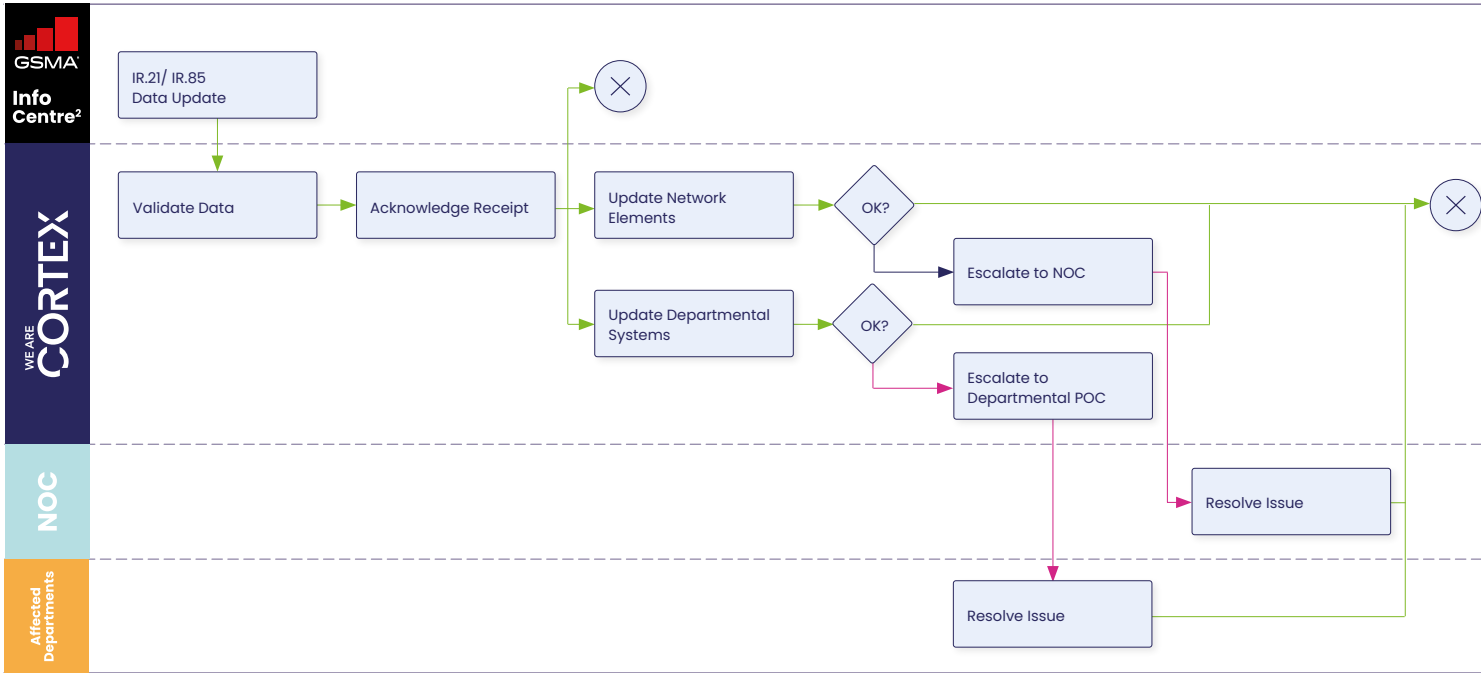 GSMA
Info
Centre²
IR.21/ IR.85
Data Update
WE ARE
CORTEX
Validate Data
Acknowledge Receipt
Update Network
Elements
OK?
Escalate to NOC
Update Departmental
Systems
OK?
Escalate to
Departmental POC
NOC
Resolve Issue
Affected
Departments
Resolve Issue